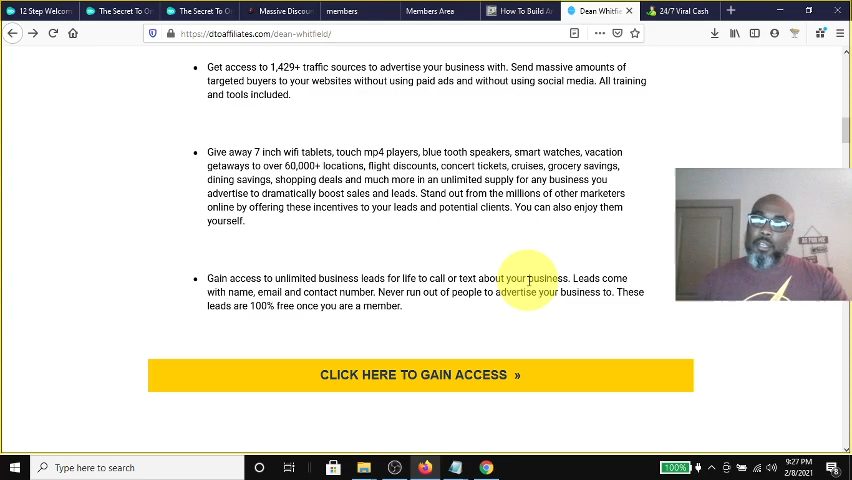 12 Step Welcom
The Secret To On
The Secret To On
Massive Discoun
members
Members Area
How To Build An
Dean Whitfie
24/7 Viral Cash
https://dtoaffiliates.com/dean-whitfield/
Get access to 1,429+ traffic sources to advertise your business with. Send massive amounts of
targeted buyers to your websites without using paid ads and without using social media. All training
and tools included.
Give away 7 inch wifi tablets, touch mp4 players, blue tooth speakers, smart watches, vacation
getaways to over 60,000+ locations, flight discounts, concert tickets, cruises, grocery savings,
dining savings, shopping deals and much more in an unlimited supply for any business you
advertise to dramatically boost sales and leads. Stand out from the millions of other marketers
online by offering these incentives to your leads and potential clients. You can also enjoy them
yourself.
Gain access to unlimited business leads for life to call or text about your business. Leads come
with name, email and contact number. Never run out of people to advertise your business to. These
leads are 100% free once you are a member.
CLICK HERE TO GAIN ACCESS »
Type here to search
100%
9:27 PM
2/8/2021